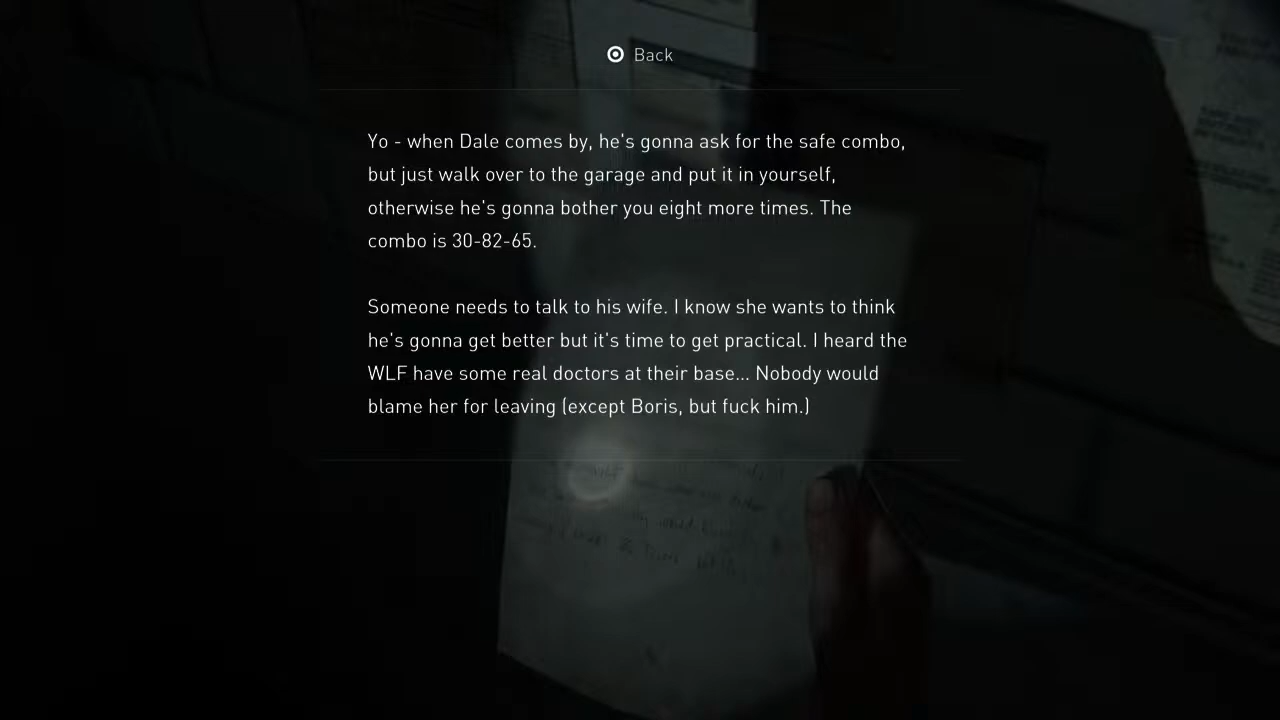 Back
Yo - when Dale comes by, he's gonna ask for the safe combo,
but just walk over to the garage and put it in yourself,
otherwise he's gonna bother you eight more times. The
combo is 30-82-65.
Someone needs to talk to his wife. I know she wants to think
he's gonna get better but it's time to get practical. I heard the
WLF have some real doctors at their base... Nobody would
blame her for leaving (except Boris, but fuck him.)